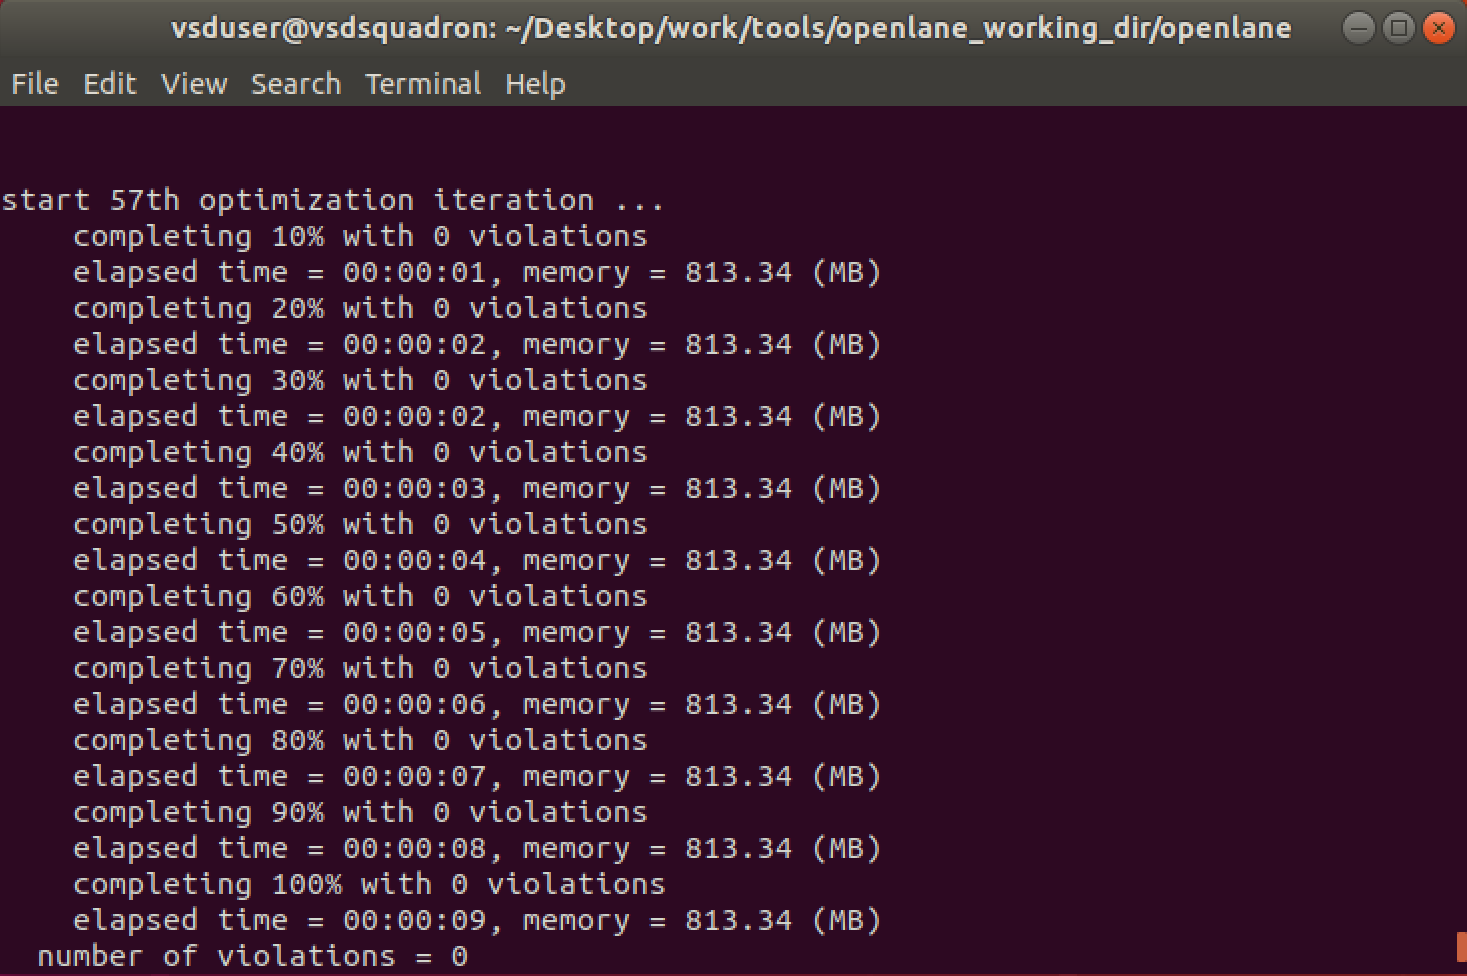 vsduser@vsdsquadron: ~/Desktop/work/tools/openlane_working_dir/openlane
File Edit View Search Terminal Help
start 57th optimization iteration ...
    completing 10% with 0 violations
    elapsed time = 00:00:01, memory = 813.34 (MB)
    completing 20% with 0 violations
    elapsed time = 00:00:02, memory = 813.34 (MB)
    completing 30% with 0 violations
    elapsed time = 00:00:02, memory = 813.34 (MB)
    completing 40% with 0 violations
    elapsed time = 00:00:03, memory = 813.34 (MB)
    completing 50% with 0 violations
    elapsed time = 00:00:04, memory = 813.34 (MB)
    completing 60% with 0 violations
    elapsed time = 00:00:05, memory = 813.34 (MB)
    completing 70% with 0 violations
    elapsed time = 00:00:06, memory = 813.34 (MB)
    completing 80% with 0 violations
    elapsed time = 00:00:07, memory = 813.34 (MB)
    completing 90% with 0 violations
    elapsed time = 00:00:08, memory = 813.34 (MB)
    completing 100% with 0 violations
    elapsed time = 00:00:09, memory = 813.34 (MB)
  number of violations = 0